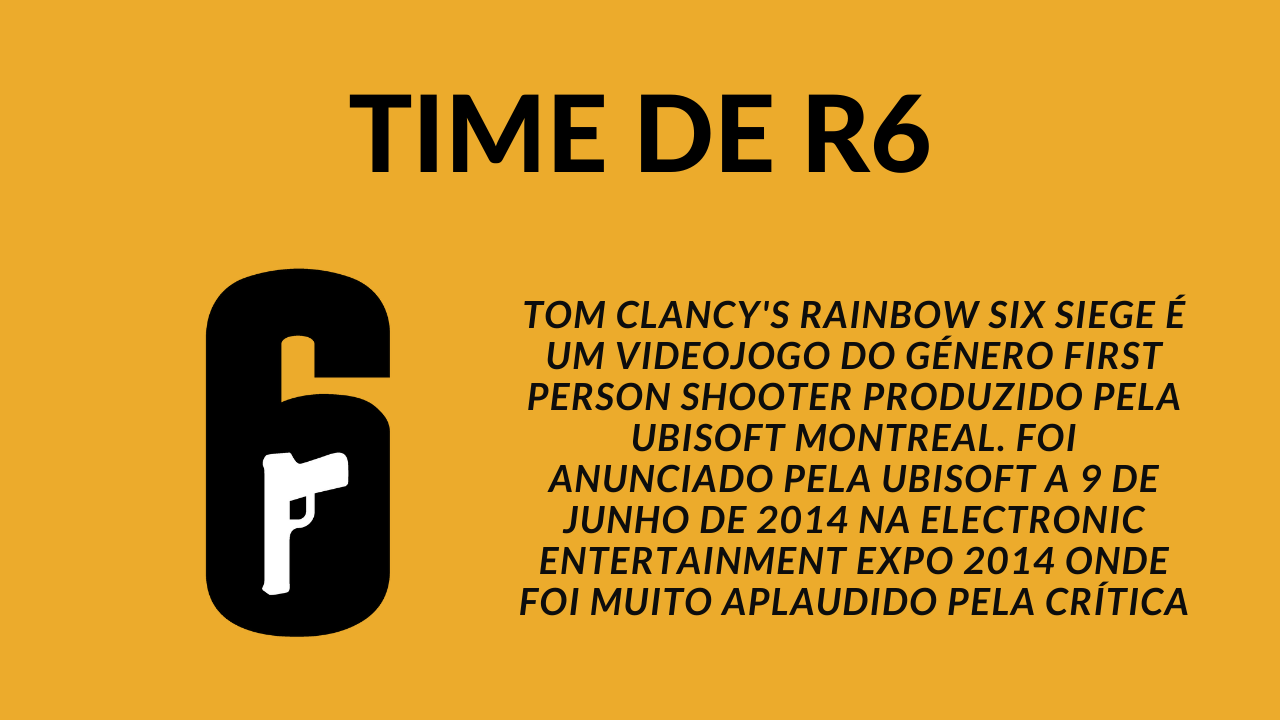 TIME DE R6
TOM CLANCY'S RAINBOW SIX SIEGE É
UM VIDEOJOGO DO GÉNERO FIRST
PERSON SHOOTER PRODUZIDO PELA
UBISOFT MONTREAL. FOI
ANUNCIADO PELA UBISOFT A 9 DE
JUNHO DE 2014 NA ELECTRONIC
ENTERTAINMENT EXPO 2014 ONDE
FOI MUITO APLAUDIDO PELA CRÍTICA
6